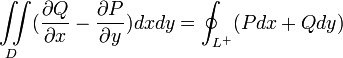 ∬_D (∂Q/∂x − ∂P/∂y) dxdy = ∮_{L⁺} (Pdx + Qdy)